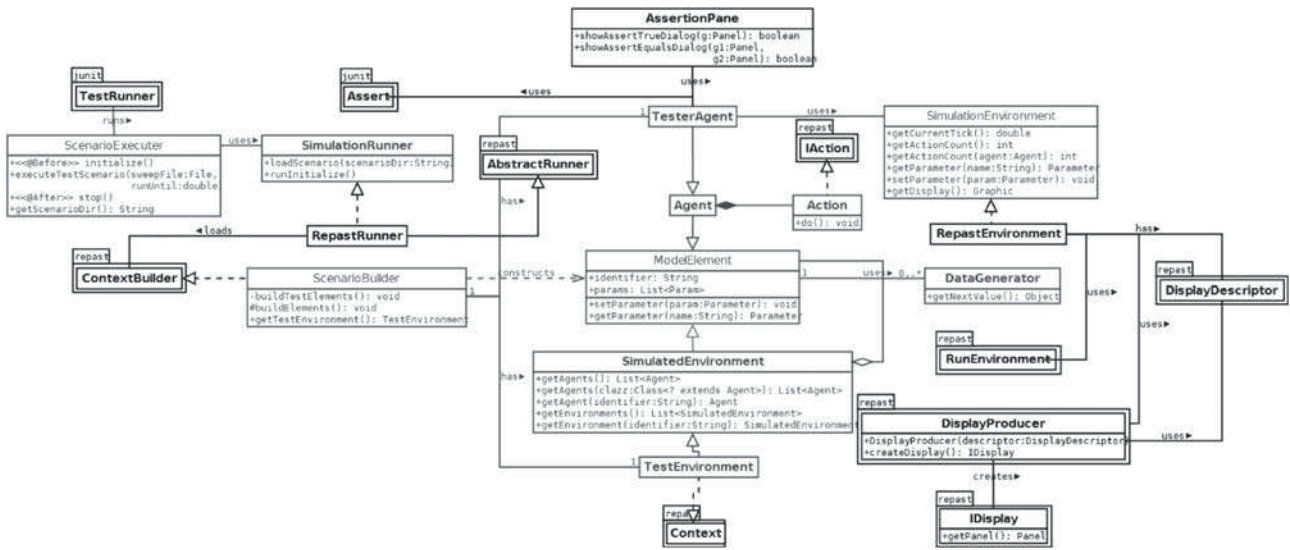 AssertionPane
+showAssertTrueDialog(g:Panel): boolean
+showAssertEqualsDialog(g1:Panel,
g2:Panel): boolean
uses
junit
TestRunner
runs
junit
Assert
uses
ScenarioExecuter
+<<@Before>> initialize()
+executeTestScenario(sweepFile:File,
runUntil:double
+<<@After>> stop()
+getScenarioDir(): String
uses
SimulationRunner
+loadScenario(scenarioDir:String,
+runInitialize()
repast
AbstractRunner
1
TesterAgent
uses
SimulationEnvironment
+getCurrentTick(): double
+getActionCount(): int
+getActionCount(agent:Agent): int
+getParameter(name:String): Parameter
+setParameter(param:Parameter): void
+getDisplay(): Graphic
repast
IAction
has
Agent
Action
+do(): void
loads
RepastRunner
RepastEnvironment
has
repast
ContextBuilder
ScenarioBuilder
-buildTestElements(): void
#buildElements(): void
+getTestEnvironment(): TestEnvironment
constructs
1
ModelElement
+identifier: String
+params: List<Param>
+setParameter(param:Parameter): void
+getParameter(name:String): Parameter
uses
0..*
DataGenerator
+getNextValue(): Object
uses
repast
DisplayDescriptor
uses
repast
RunEnvironment
has
SimulatedEnvironment
+getAgents(): List<Agent>
+getAgents(clazz:Class<? extends Agent>): List<Agent>
+getAgent(identifier:String): Agent
+getEnvironments(): List<SimulatedEnvironment>
+getEnvironment(identifier:String): SimulatedEnvironment
repast
DisplayProducer
+DisplayProducer(descriptor:DisplayDescriptor)
+createDisplay(): IDisplay
uses
1
TestEnvironment
creates
repast
Context
repast
IDisplay
+getPanel(): Panel